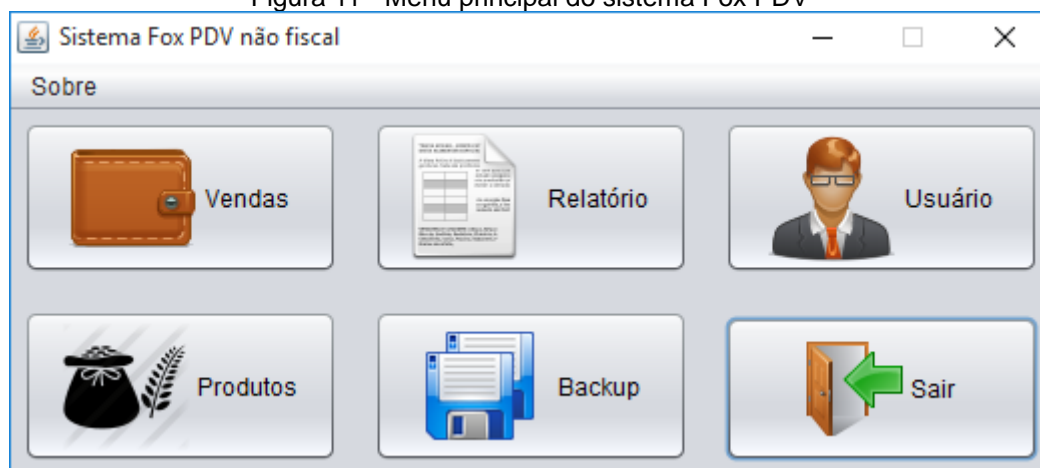 Figura 11 - Menu principal do sistema Fox PDV
Sistema Fox PDV não fiscal
Sobre
Vendas
Relatório
Usuário
Produtos
Backup
Sair